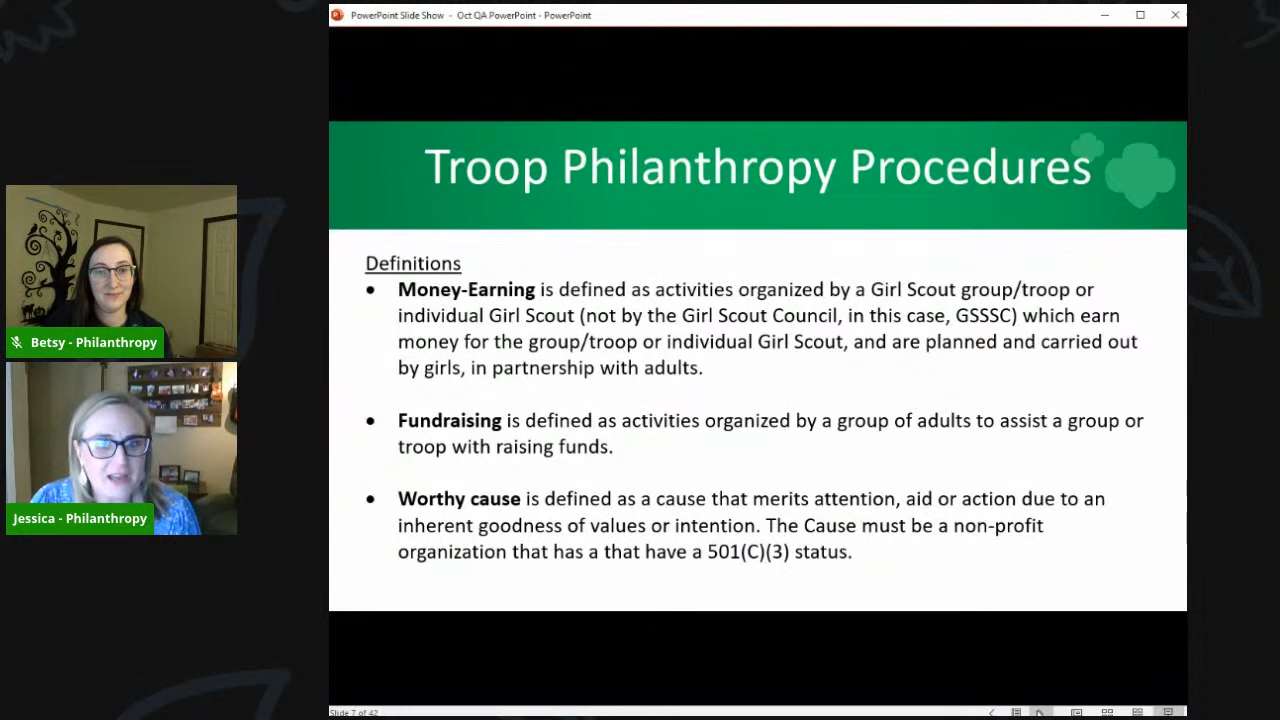 PowerPoint Slide Show - Oct QA PowerPoint - PowerPoint
Troop Philanthropy Procedures
Definitions
• Money-Earning is defined as activities organized by a Girl Scout group/troop or
individual Girl Scout (not by the Girl Scout Council, in this case, GSSSC) which earn
money for the group/troop or individual Girl Scout, and are planned and carried out
by girls, in partnership with adults.
• Fundraising is defined as activities organized by a group of adults to assist a group or
troop with raising funds.
• Worthy cause is defined as a cause that merits attention, aid or action due to an
inherent goodness of values or intention. The Cause must be a non-profit
organization that has a that have a 501(C)(3) status.
Betsy - Philanthropy
Jessica - Philanthropy
Slide 7 of 42